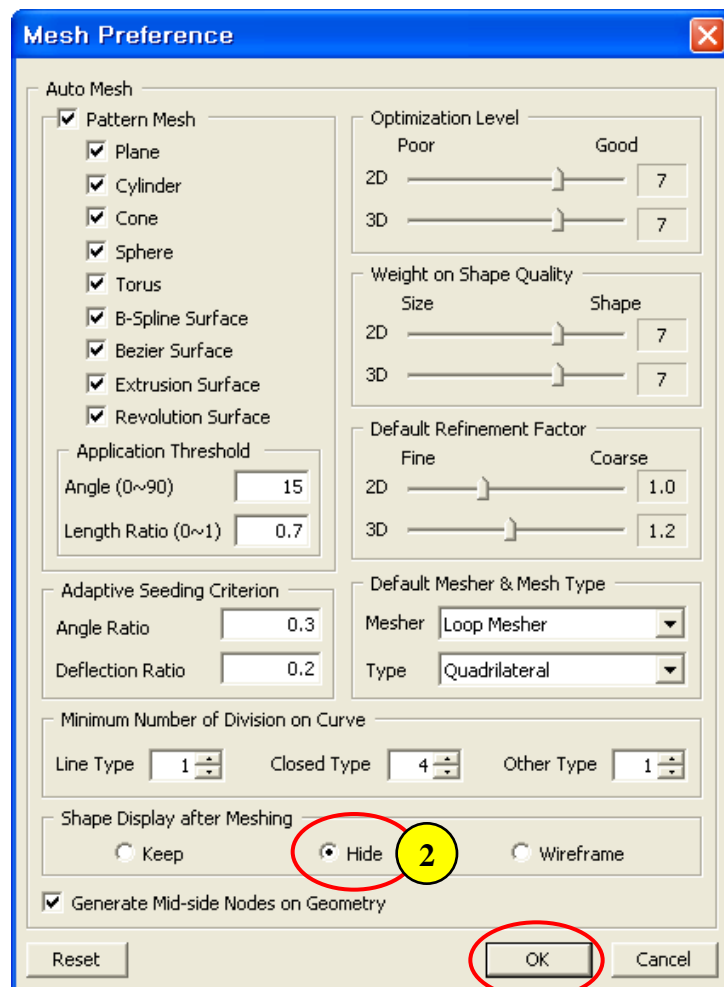 Mesh Preference
Auto Mesh
Pattern Mesh
Plane
Cylinder
Cone
Sphere
Torus
B-Spline Surface
Bezier Surface
Extrusion Surface
Revolution Surface
Application Threshold
Angle (0~90) 15
Length Ratio (0~1) 0.7
Optimization Level
Poor Good
2D 7
3D 7
Weight on Shape Quality
Size Shape
2D 7
3D 7
Default Refinement Factor
Fine Coarse
2D 1.0
3D 1.2
Adaptive Seeding Criterion
Angle Ratio 0.3
Deflection Ratio 0.2
Default Mesher & Mesh Type
Mesher Loop Mesher
Type Quadrilateral
Minimum Number of Division on Curve
Line Type 1 Closed Type 4 Other Type 1
Shape Display after Meshing
Keep Hide 2 Wireframe
Generate Mid-side Nodes on Geometry
Reset OK Cancel